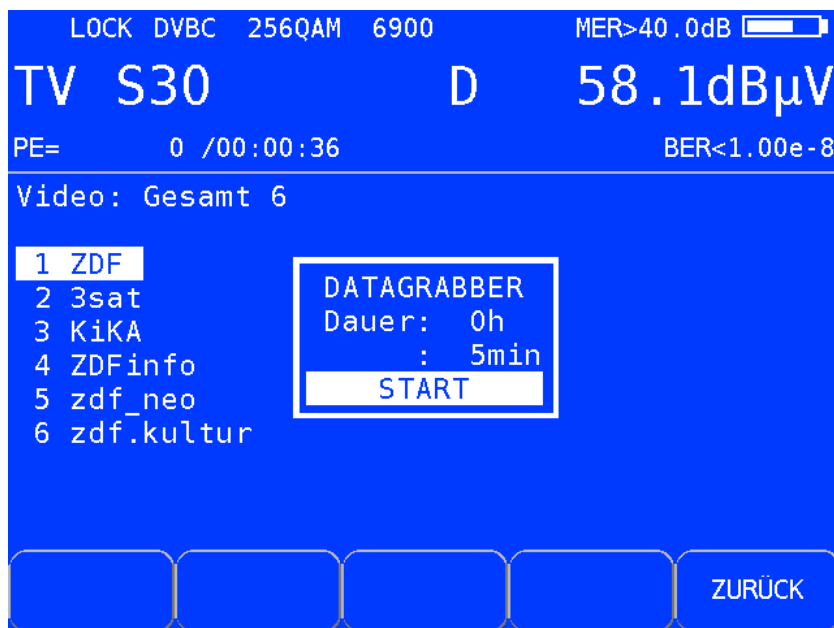 LOCK DVBC 256QAM 6900 MER>40.0dB
TV S30 D 58.1dBµV
PE= 0 /00:00:36 BER<1.00e-8
Video: Gesamt 6
1 ZDF
2 3sat
3 KiKA
4 ZDFinfo
5 zdf_neo
6 zdf.kultur
DATAGRABBER
Dauer: 0h
: 5min
START
ZURÜCK